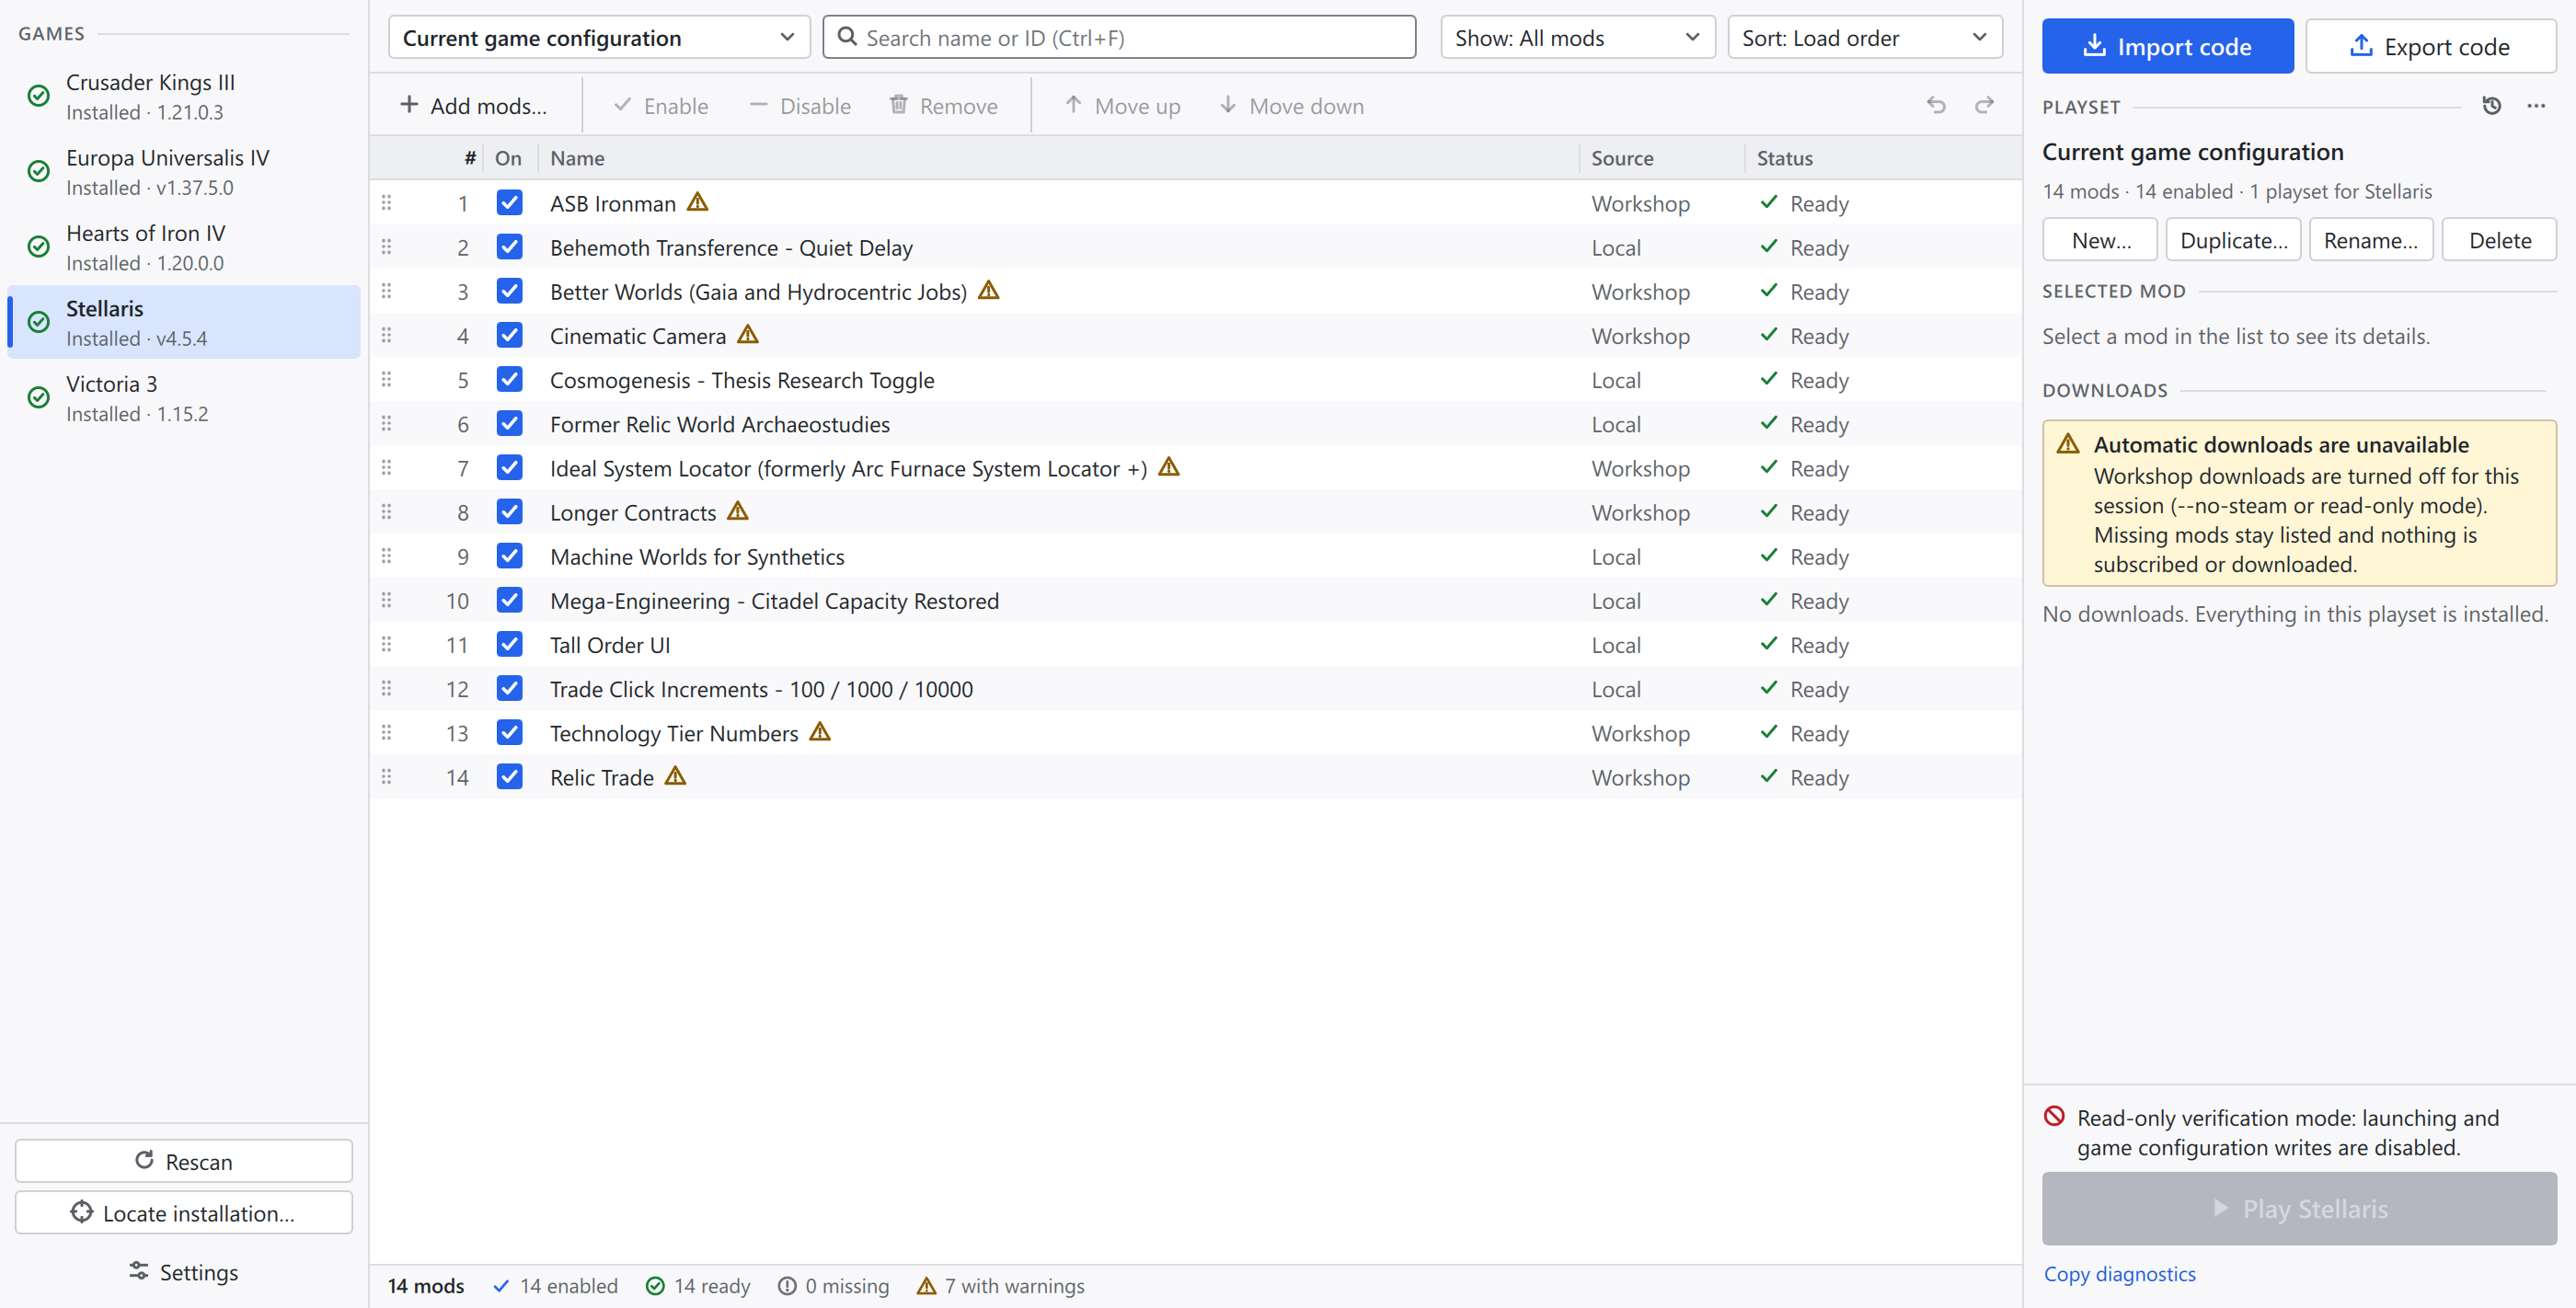 GAMES
Crusader Kings III
Installed · 1.21.0.3
Europa Universalis IV
Installed · v1.37.5.0
Hearts of Iron IV
Installed · 1.20.0.0
Stellaris
Installed · v4.5.4
Victoria 3
Installed · 1.15.2
Rescan
Locate installation...
Settings
Current game configuration
Search name or ID (Ctrl+F)
Show: All mods
Sort: Load order
Add mods...
Enable
Disable
Remove
Move up
Move down
# On Name Source Status
1 ASB Ironman Workshop Ready
2 Behemoth Transference - Quiet Delay Local Ready
3 Better Worlds (Gaia and Hydrocentric Jobs) Workshop Ready
4 Cinematic Camera Workshop Ready
5 Cosmogenesis - Thesis Research Toggle Local Ready
6 Former Relic World Archaeostudies Local Ready
7 Ideal System Locator (formerly Arc Furnace System Locator +) Workshop Ready
8 Longer Contracts Workshop Ready
9 Machine Worlds for Synthetics Local Ready
10 Mega-Engineering - Citadel Capacity Restored Local Ready
11 Tall Order UI Local Ready
12 Trade Click Increments - 100 / 1000 / 10000 Local Ready
13 Technology Tier Numbers Workshop Ready
14 Relic Trade Workshop Ready
14 mods 14 enabled 14 ready 0 missing 7 with warnings
Import code
Export code
PLAYSET
Current game configuration
14 mods · 14 enabled · 1 playset for Stellaris
New...
Duplicate...
Rename...
Delete
SELECTED MOD
Select a mod in the list to see its details.
DOWNLOADS
Automatic downloads are unavailable
Workshop downloads are turned off for this
session (--no-steam or read-only mode).
Missing mods stay listed and nothing is
subscribed or downloaded.
No downloads. Everything in this playset is installed.
Read-only verification mode: launching and
game configuration writes are disabled.
Play Stellaris
Copy diagnostics